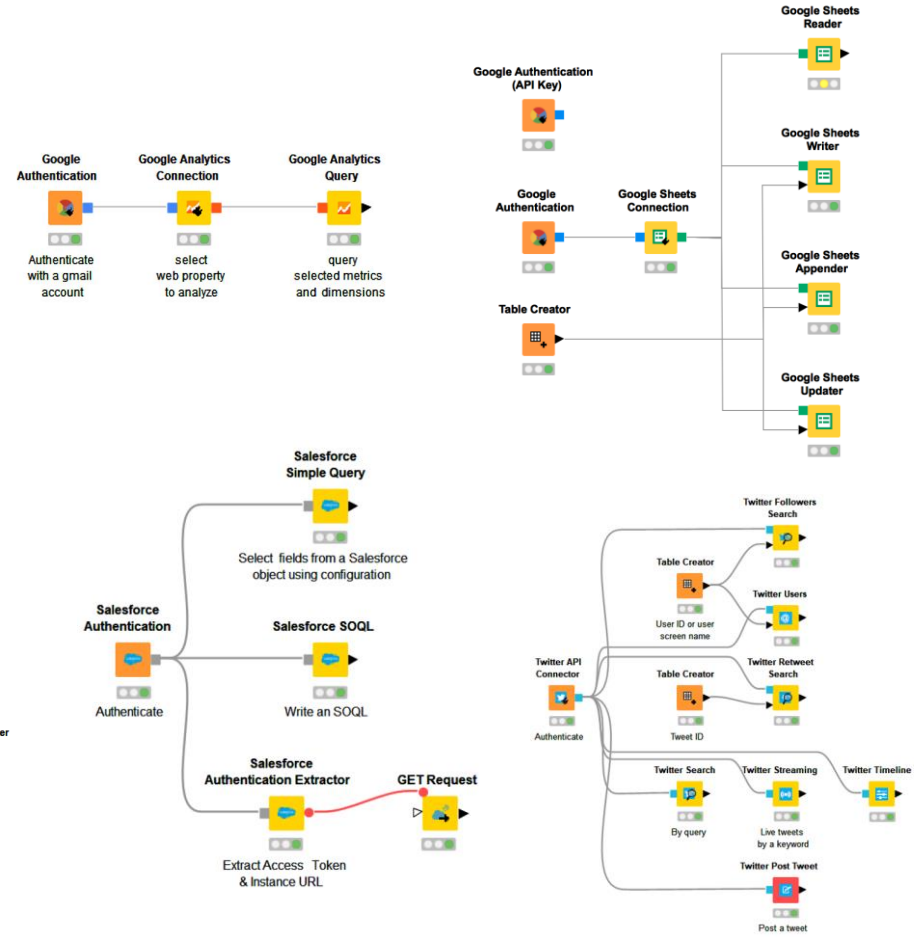 Google
Authentication
Google Analytics
Connection
Google Analytics
Query
Authenticate
with a gmail
account
select
web property
to analyze
query
selected metrics
and dimensions
Google Sheets
Reader
Google Authentication
(API Key)
Google Sheets
Writer
Google
Authentication
Google Sheets
Connection
Google Sheets
Appender
Table Creator
Google Sheets
Updater
Salesforce
Simple Query
Select fields from a Salesforce
object using configuration
Salesforce
Authentication
Authenticate
Salesforce SOQL
Write an SOQL
er
Salesforce
Authentication Extractor
GET Request
Extract Access Token
& Instance URL
Twitter Followers
Search
Table Creator
User ID or user
screen name
Twitter Users
Twitter API
Connector
Authenticate
Table Creator
Tweet ID
Twitter Retweet
Search
Twitter Search
By query
Twitter Streaming
Live tweets
by a keyword
Twitter Timeline
Twitter Post Tweet
Post a tweet